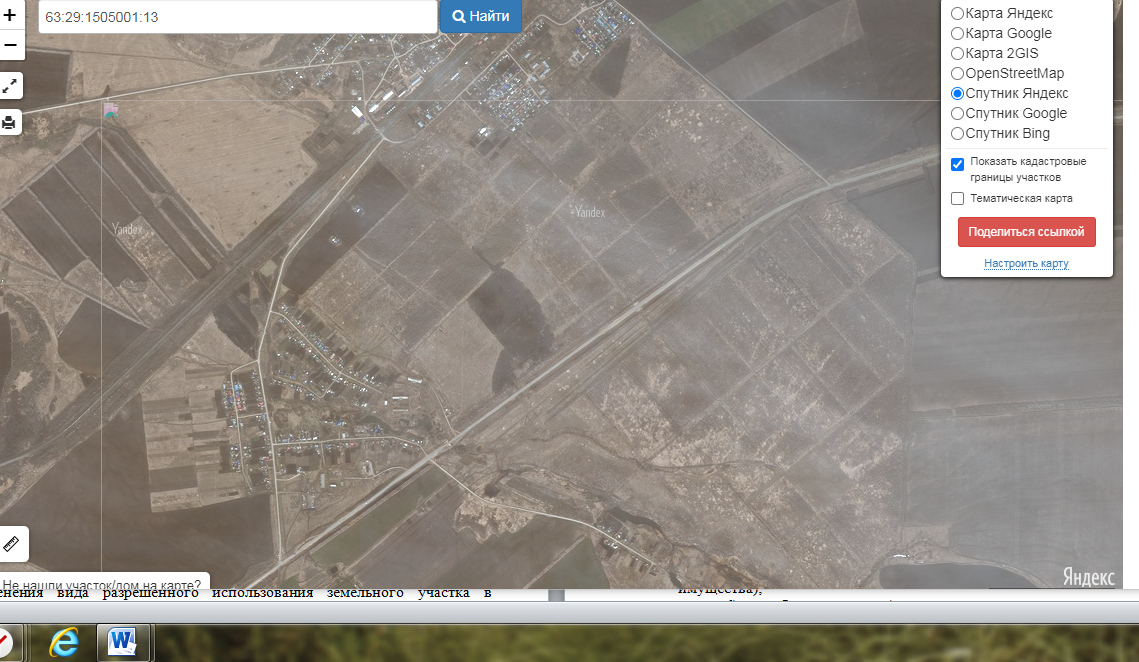 +
63:29:1505001:13
Найти
−
Карта Яндекс
Карта Google
Карта 2GIS
OpenStreetMap
Спутник Яндекс
Спутник Google
Спутник Bing
Показать кадастровые
границы участков
Тематическая карта
Поделиться ссылкой
Настроить карту
Yandex
Yandex
Яндекс
Не нашли участок/дом на карте?
енения вида разрешенного использования земельного участка в
имущества),